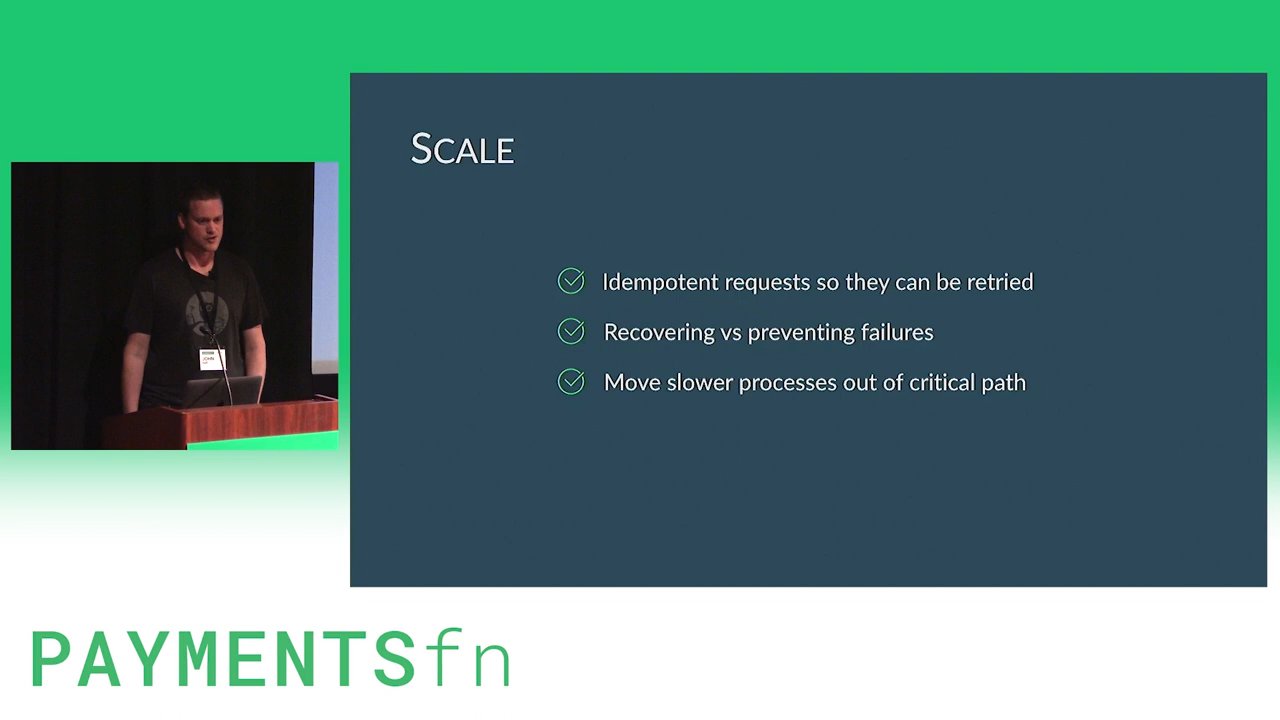 SCALE
Idempotent requests so they can be retried
Recovering vs preventing failures
Move slower processes out of critical path
JOHN
PAYMENTSfn